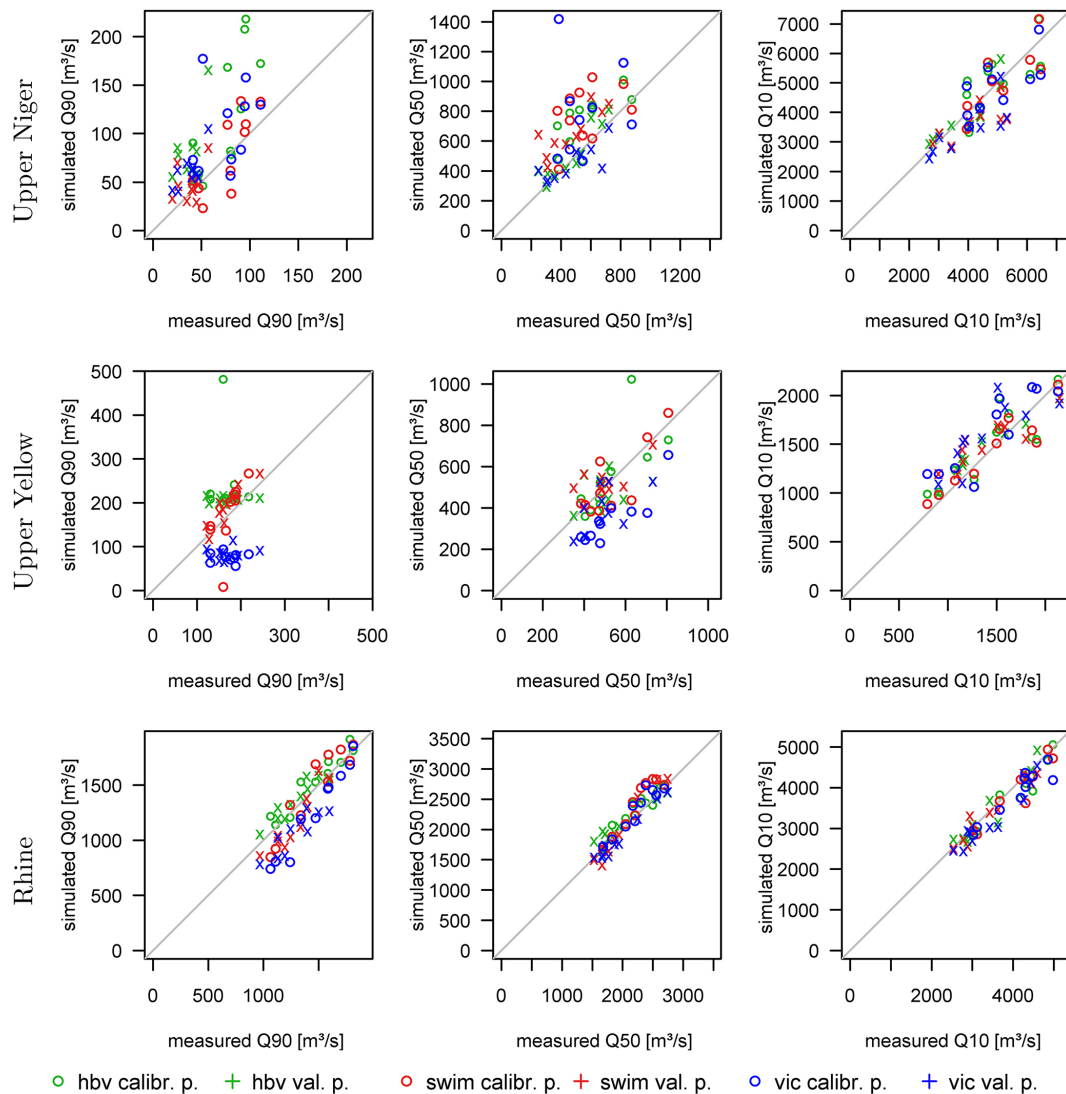 Upper Niger
simulated Q90 [m³/s]
200
150
100
50
0
0 50 100 150 200
measured Q90 [m³/s]
simulated Q50 [m³/s]
1400
1200
1000
800
600
400
200
0
0 400 800 1200
measured Q50 [m³/s]
simulated Q10 [m³/s]
7000
6000
5000
4000
3000
2000
1000
0
0 2000 4000 6000
measured Q10 [m³/s]
Upper Yellow
simulated Q90 [m³/s]
500
400
300
200
100
0
0 100 300 500
measured Q90 [m³/s]
simulated Q50 [m³/s]
1000
800
600
400
200
0
200 400 600 1000
measured Q50 [m³/s]
simulated Q10 [m³/s]
2000
1500
1000
500
0
0 500 1500
measured Q10 [m³/s]
Rhine
simulated Q90 [m³/s]
1500
1000
500
0
0 500 1000
measured Q90 [m³/s]
simulated Q50 [m³/s]
3500
3000
2500
2000
1500
1000
500
0
0 1000 2000 3000
measured Q50 [m³/s]
simulated Q10 [m³/s]
5000
4000
3000
2000
1000
0
0 2000 4000
measured Q10 [m³/s]
hbv calibr. p. hbv val. p. swim calibr. p. swim val. p. vic calibr. p. vic val. p.